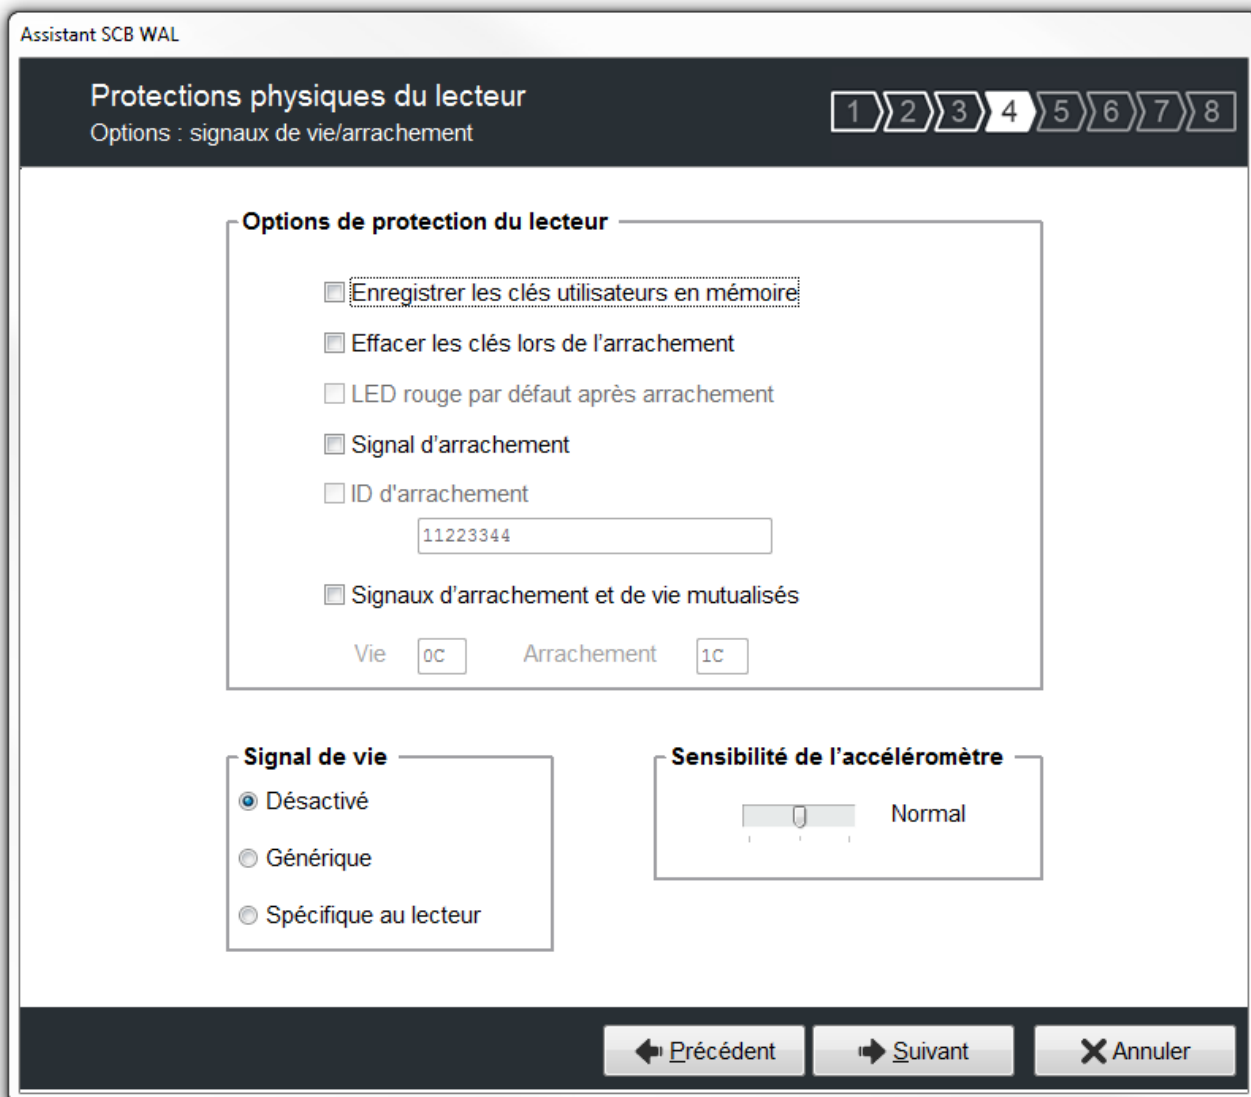 Assistant SCB WAL
Protections physiques du lecteur
Options : signaux de vie/arrachement
1 2 3 4 5 6 7 8
Options de protection du lecteur
Enregistrer les clés utilisateurs en mémoire
Effacer les clés lors de l’arrachement
LED rouge par défaut après arrachement
Signal d’arrachement
ID d'arrachement
11223344
Signaux d’arrachement et de vie mutualisés
Vie 0C Arrachement 1C
Signal de vie
Désactivé
Générique
Spécifique au lecteur
Sensibilité de l’accéléromètre
Normal
Précédent Suivant Annuler